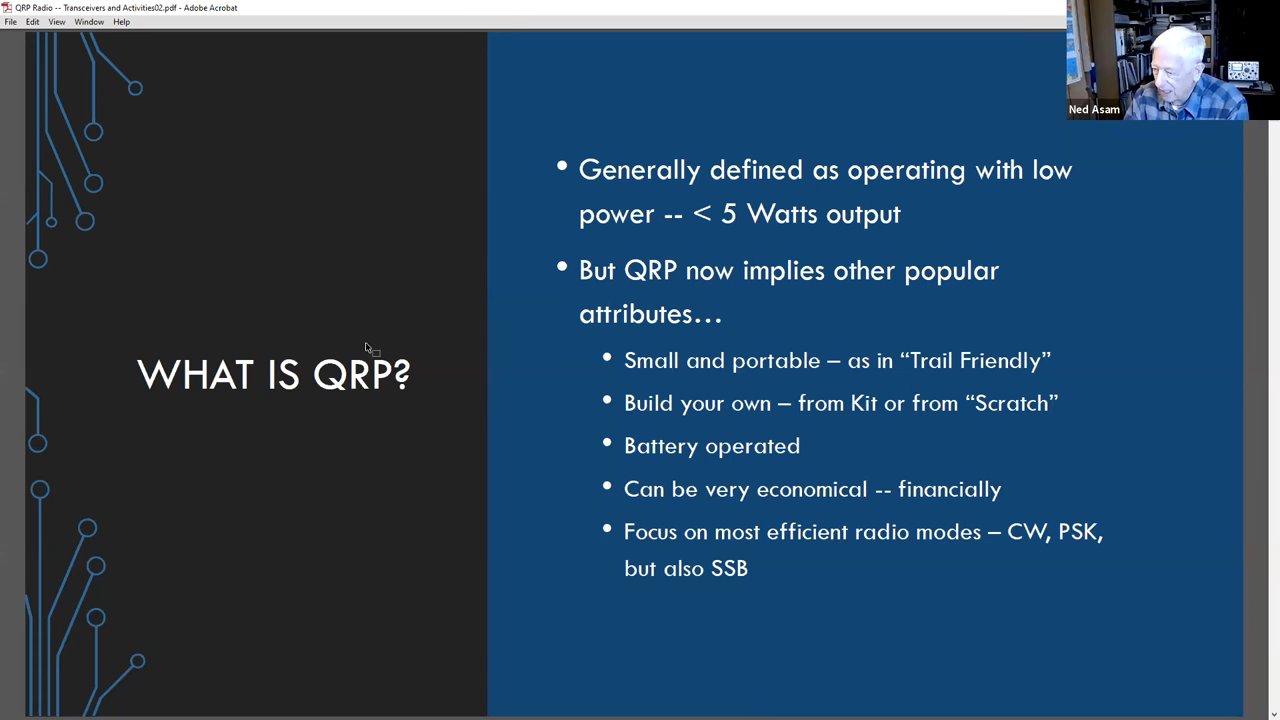 QRP Radio -- Transceivers and Activities02.pdf - Adobe Acrobat
File Edit View Window Help
Ned Asam
WHAT IS QRP?
• Generally defined as operating with low
power -- < 5 Watts output
• But QRP now implies other popular
attributes…
• Small and portable – as in “Trail Friendly”
• Build your own – from Kit or from “Scratch”
• Battery operated
• Can be very economical -- financially
• Focus on most efficient radio modes – CW, PSK,
but also SSB